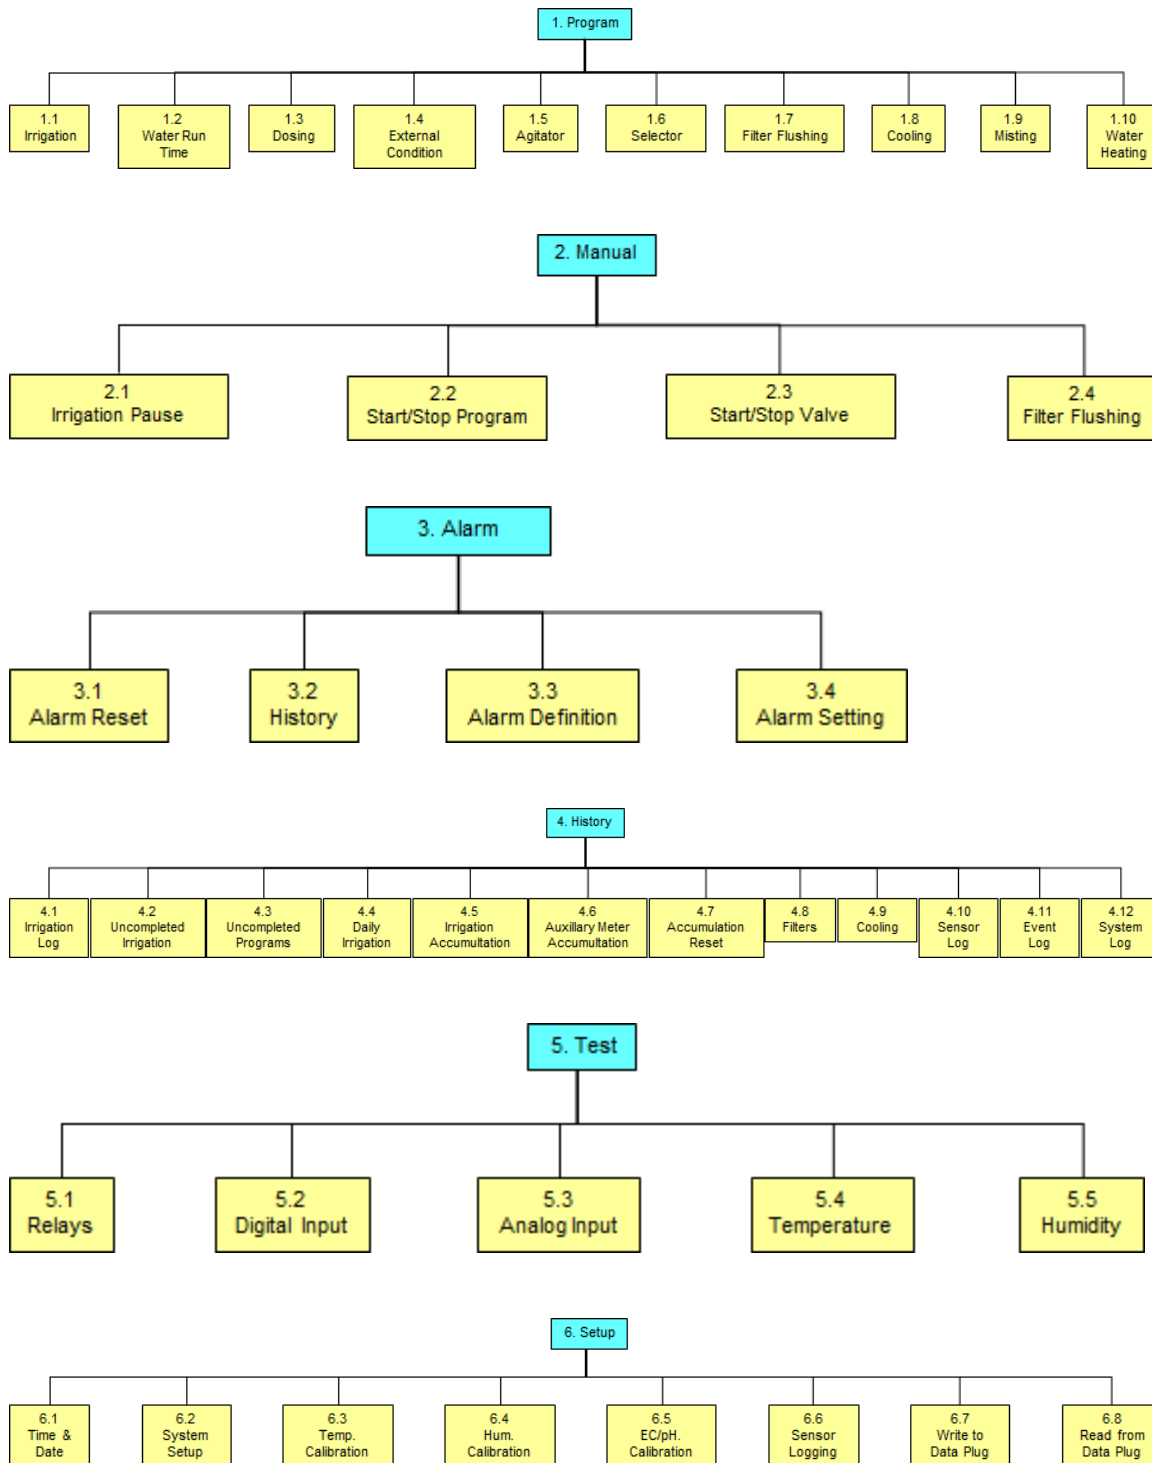 1. Program
1.1
Irrigation
1.2
Water Run
Time
1.3
Dosing
1.4
External
Condition
1.5
Agitator
1.6
Selector
1.7
Filter Flushing
1.8
Cooling
1.9
Misting
1.10
Water
Heating
2. Manual
2.1
Irrigation Pause
2.2
Start/Stop Program
2.3
Start/Stop Valve
2.4
Filter Flushing
3. Alarm
3.1
Alarm Reset
3.2
History
3.3
Alarm Definition
3.4
Alarm Setting
4. History
4.1
Irrigation
Log
4.2
Uncompleted
Irrigation
4.3
Uncompleted
Programs
4.4
Daily
Irrigation
4.5
Irrigation
Accumultation
4.6
Auxillary Meter
Accumultation
4.7
Accumulation
Reset
4.8
Filters
4.9
Cooling
4.10
Sensor
Log
4.11
Event
Log
4.12
System
Log
5. Test
5.1
Relays
5.2
Digital Input
5.3
Analog Input
5.4
Temperature
5.5
Humidity
6. Setup
6.1
Time &
Date
6.2
System
Setup
6.3
Temp.
Calibration
6.4
Hum.
Calibration
6.5
EC/pH.
Calibration
6.6
Sensor
Logging
6.7
Write to
Data Plug
6.8
Read from
Data Plug